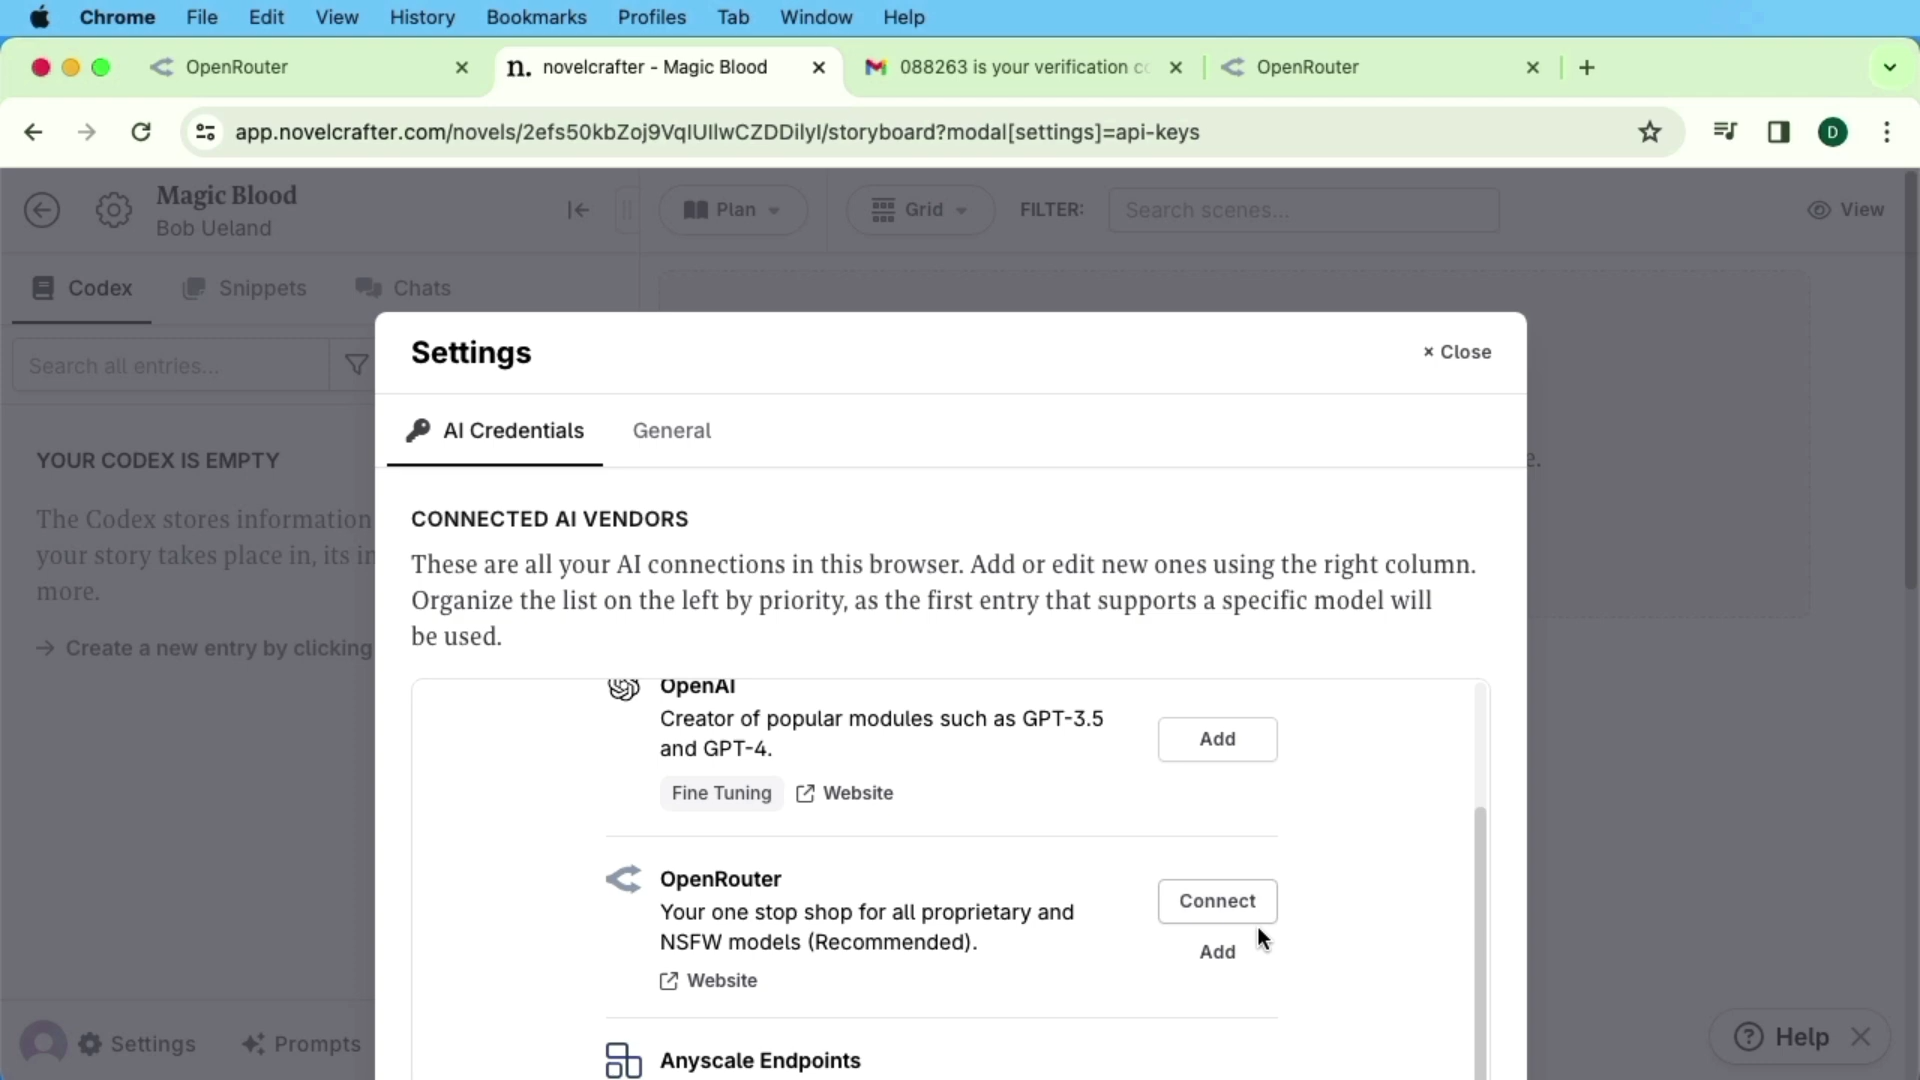 Chrome File Edit View History Bookmarks Profiles Tab Window Help
OpenRouter
n. novelcrafter - Magic Blood
088263 is your verification co
OpenRouter
app.novelcrafter.com/novels/2efs50kbZoj9VqIUIlwCZDDilyI/storyboard?modal[settings]=api-keys
D
Magic Blood
Bob Ueland
Plan
Grid
FILTER:
Search scenes...
View
Codex
Snippets
Chats
Search all entries...
YOUR CODEX IS EMPTY
The Codex stores information
your story takes place in, its in
more.
→ Create a new entry by clicking
Settings
× Close
AI Credentials
General
e.
CONNECTED AI VENDORS
These are all your AI connections in this browser. Add or edit new ones using the right column.
Organize the list on the left by priority, as the first entry that supports a specific model will
be used.
OpenAI
Creator of popular modules such as GPT-3.5
and GPT-4.
Add
Fine Tuning
Website
OpenRouter
Your one stop shop for all proprietary and
NSFW models (Recommended).
Connect
Add
Website
Anyscale Endpoints
Settings
Prompts
? Help